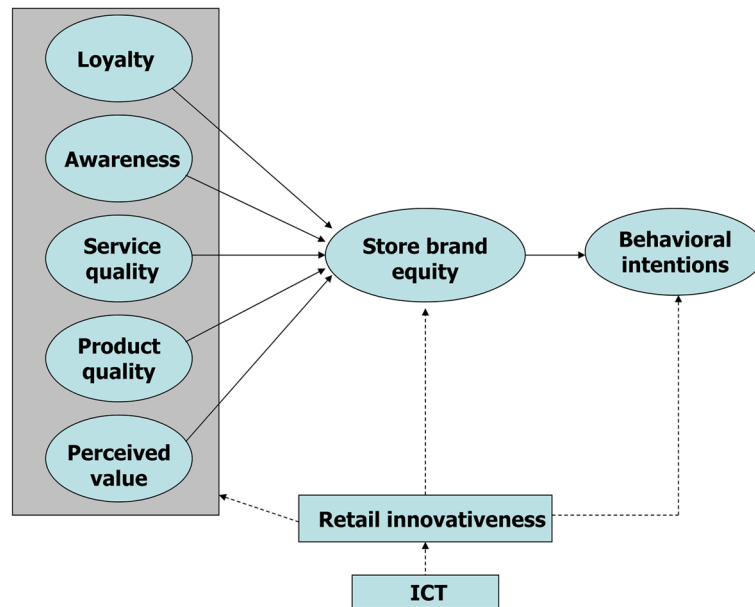 Loyalty
Awareness
Service
quality
Product
quality
Perceived
value
Store brand
equity
Behavioral
intentions
Retail innovativeness
ICT